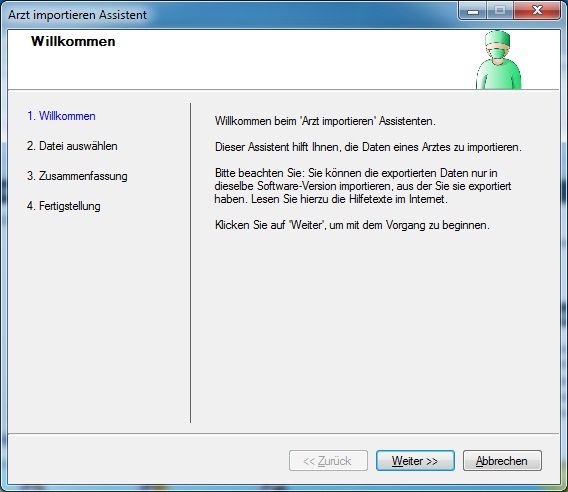 Arzt importieren Assistent
Willkommen
1. Willkommen
2. Datei auswählen
3. Zusammenfassung
4. Fertigstellung
Willkommen beim 'Arzt importieren' Assistenten.
Dieser Assistent hilft Ihnen, die Daten eines Arztes zu importieren.
Bitte beachten Sie: Sie können die exportierten Daten nur in
dieselbe Software-Version importieren, aus der Sie sie exportiert
haben. Lesen Sie hierzu die Hilfetexte im Internet.
Klicken Sie auf 'Weiter', um mit dem Vorgang zu beginnen.
<< Zurück
Weiter >>
Abbrechen